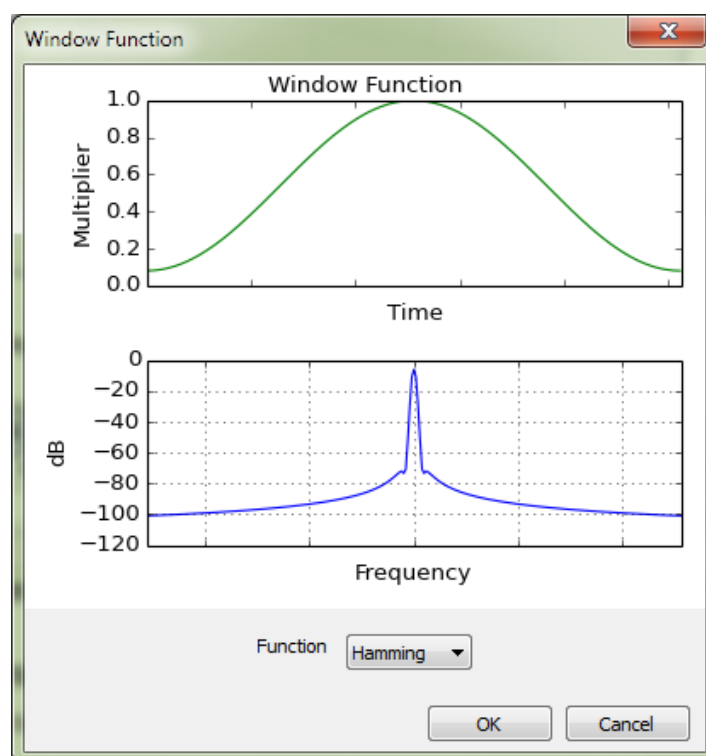 Window Function
X
Window Function
Multiplier
1.0
0.8
0.6
0.4
0.2
0.0
Time
dB
0
−20
−40
−60
−80
−100
−120
Frequency
Function Hamming
OK Cancel